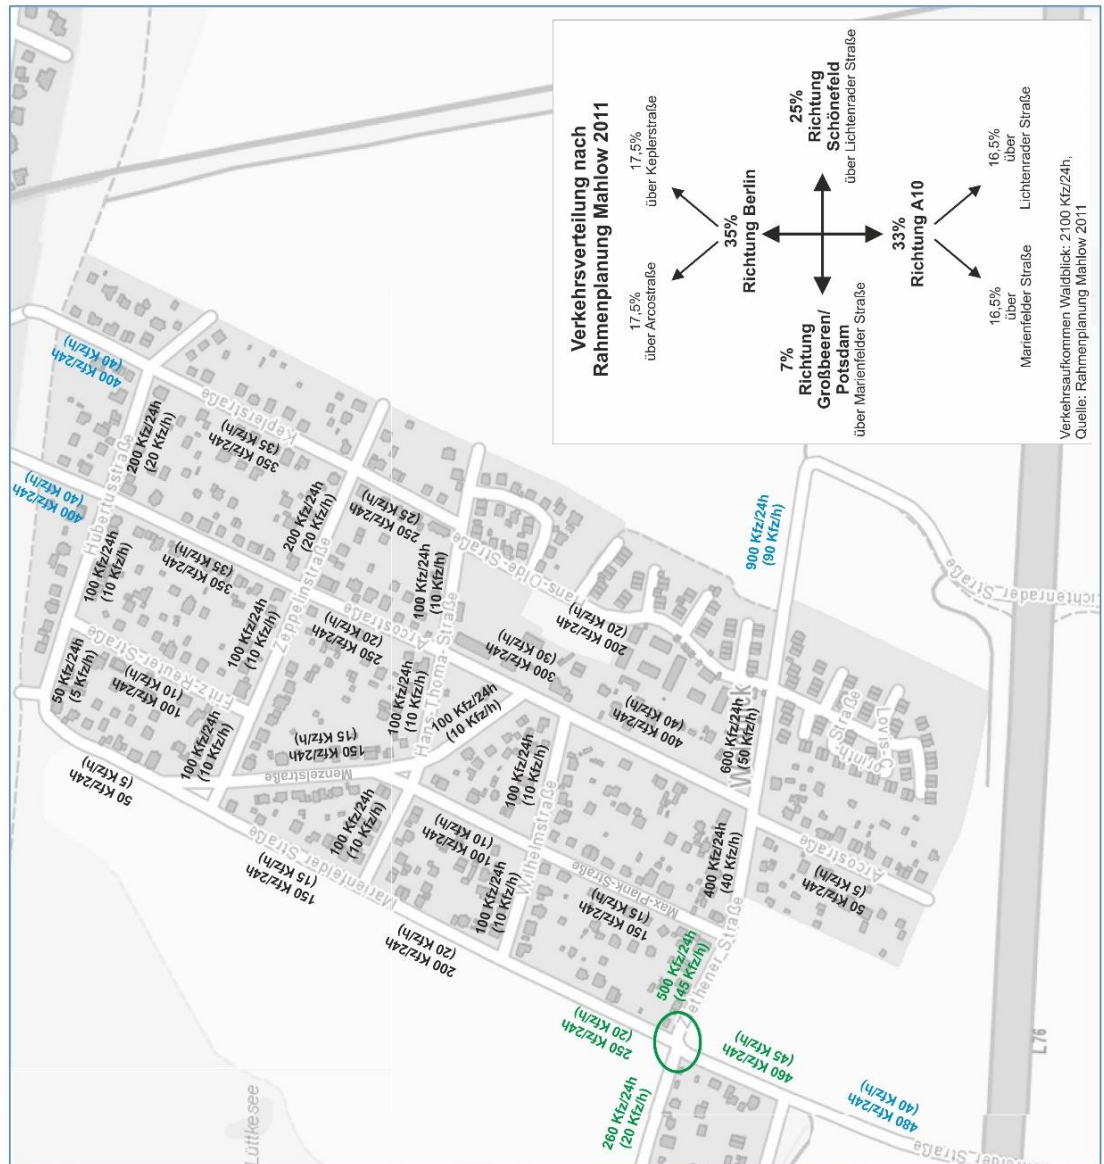 Verkehrsverteilung nach
Rahmenplanung Mahlow 2011
17,5%
über Arcostraße
17,5%
über Keplerstraße
35%
Richtung Berlin
7%
Richtung
Großbeeren/
Potsdam
über Marienfelder Straße
25%
Richtung
Schönefeld
über Lichtenrader Straße
33%
Richtung A10
16,5%
über
Marienfelder Straße
16,5%
über
Lichtenrader Straße
Verkehrsaufkommen Waldblick: 2100 Kfz/24h,
Quelle: Rahmenplanung Mahlow 2011
400 Kfz/24h
(40 Kfz/h)
400 Kfz/24h
(40 Kfz/h)
Hubertusstraße
200 Kfz/24h
(20 Kfz/h)
Keplerstraße
350 Kfz/24h
(35 Kfz/h)
100 Kfz/24h
(10 Kfz/h)
350 Kfz/24h
(35 Kfz/h)
200 Kfz/24h
(20 Kfz/h)
250 Kfz/24h
(25 Kfz/h)
50 Kfz/24h
(5 Kfz/h)
Fritz-Reuter-Straße
100 Kfz/24h
(10 Kfz/h)
100 Kfz/24h
(10 Kfz/h)
Zeppelinstraße
250 Kfz/24h
(20 Kfz/h)
Arcostraße
100 Kfz/24h
(10 Kfz/h)
Hans-Olde-Straße
50 Kfz/24h
(5 Kfz/h)
100 Kfz/24h
(10 Kfz/h)
150 Kfz/24h
(15 Kfz/h)
Menzelstraße
100 Kfz/24h
(10 Kfz/h)
Hans-Thoma-Straße
100 Kfz/24h
(10 Kfz/h)
300 Kfz/24h
(30 Kfz/h)
200 Kfz/24h
(20 Kfz/h)
900 Kfz/24h
(90 Kfz/h)
Marienfelder Straße
150 Kfz/24h
(15 Kfz/h)
100 Kfz/24h
(10 Kfz/h)
100 Kfz/24h
(10 Kfz/h)
100 Kfz/24h
(10 Kfz/h)
400 Kfz/24h
(40 Kfz/h)
600 Kfz/24h
(50 Kfz/h)
200 Kfz/24h
(20 Kfz/h)
100 Kfz/24h
(10 Kfz/h)
Wilhelmstraße
Max-Plank-Straße
150 Kfz/24h
(15 Kfz/h)
400 Kfz/24h
(40 Kfz/h)
Arcostraße
50 Kfz/24h
(5 Kfz/h)
250 Kfz/24h
(20 Kfz/h)
500 Kfz/24h
(45 Kfz/h)
Ziethener Straße
260 Kfz/24h
(20 Kfz/h)
460 Kfz/24h
(45 Kfz/h)
480 Kfz/24h
(40 Kfz/h)
Lüttkesee
L76